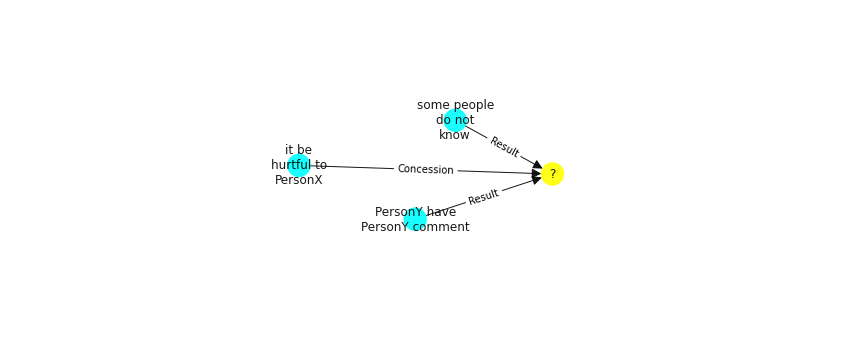 some people
do not
know
Result
it be
hurtful to
PersonX
Concession
?
Result
PersonY have
PersonY comment